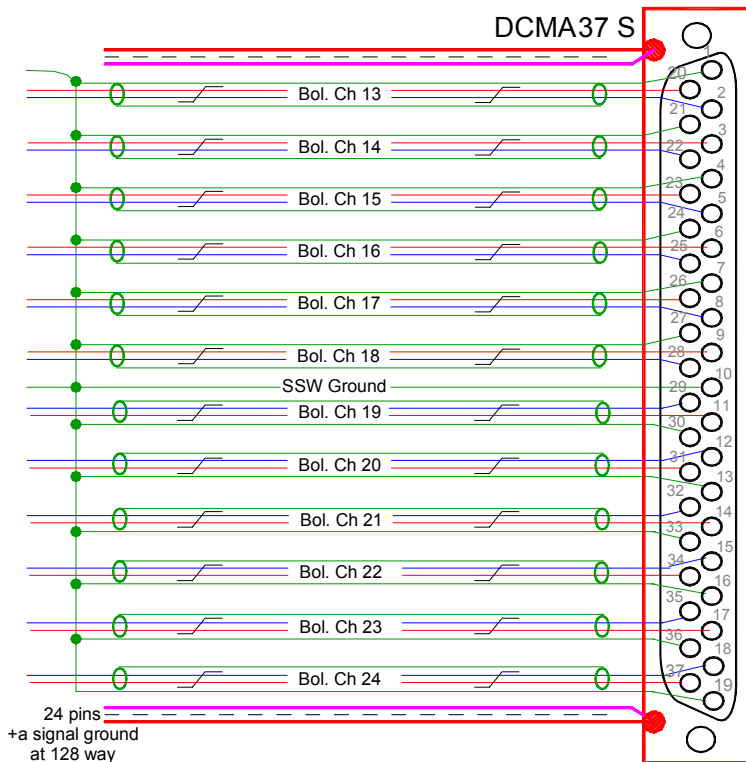 DCMA37 S
1
20
Bol. Ch 13
2
21
3
Bol. Ch 14
22
4
23
Bol. Ch 15
5
24
6
Bol. Ch 16
25
7
26
Bol. Ch 17
8
27
9
Bol. Ch 18
28
10
SSW Ground
29
Bol. Ch 19
11
30
12
Bol. Ch 20
31
13
32
Bol. Ch 21
14
33
15
Bol. Ch 22
34
16
35
Bol. Ch 23
17
36
18
Bol. Ch 24
37
19
24 pins
+a signal ground
at 128 way